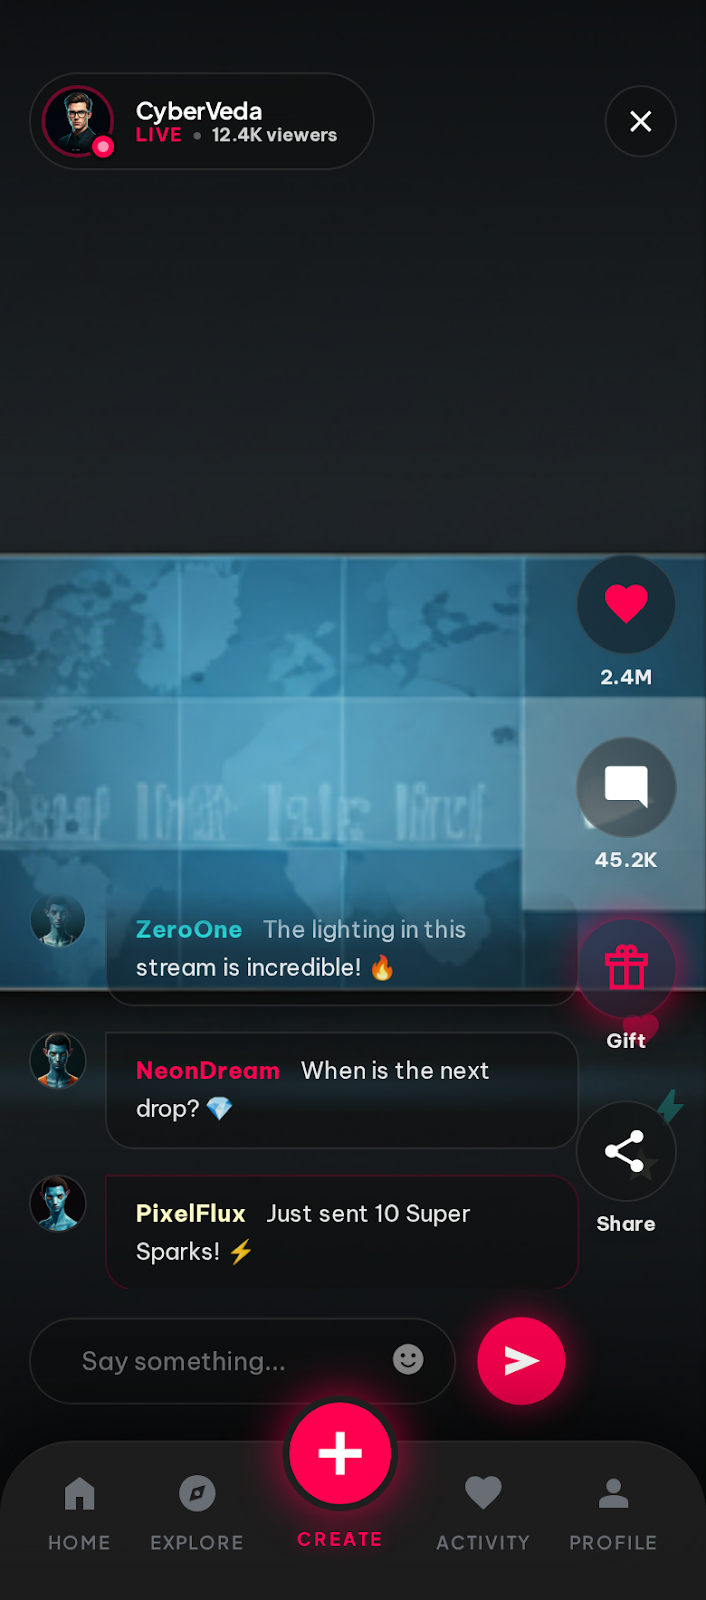 CyberVeda
LIVE • 12.4K viewers
2.4M
45.2K
ZeroOne The lighting in this
stream is incredible! 🔥
Gift
NeonDream When is the next
drop? 💎
PixelFlux Just sent 10 Super
Sparks! ⚡
Share
Say something...
CREATE
HOME EXPLORE ACTIVITY PROFILE